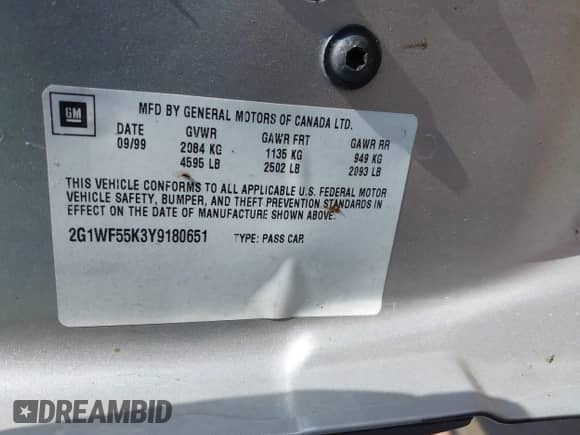 GM
MFD BY GENERAL MOTORS OF CANADA LTD.
DATE GVWR GAWR FRT GAWR RR
09/99 2084 KG 1135 KG 949 KG
4595 LB 2502 LB 2093 LB
THIS VEHICLE CONFORMS TO ALL APPLICABLE U.S. FEDERAL MOTOR
VEHICLE SAFETY, BUMPER, AND THEFT PREVENTION STANDARDS IN
EFFECT ON THE DATE OF MANUFACTURE SHOWN ABOVE.
2G1WF55K3Y9180651 TYPE: PASS CAR
DREAMBID